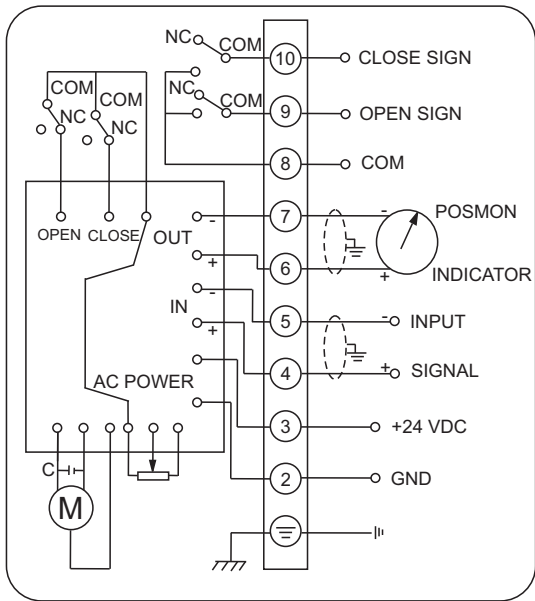 NC COM 10 CLOSE SIGN
COM
NC COM 9 OPEN SIGN
COM
NC
NC
8 COM
OPEN CLOSE OUT - 7 - POSMON
+ 6 + INDICATOR
IN - 5 - INPUT
+ 4 + SIGNAL
AC POWER 3 +24 VDC
2 GND
C
M